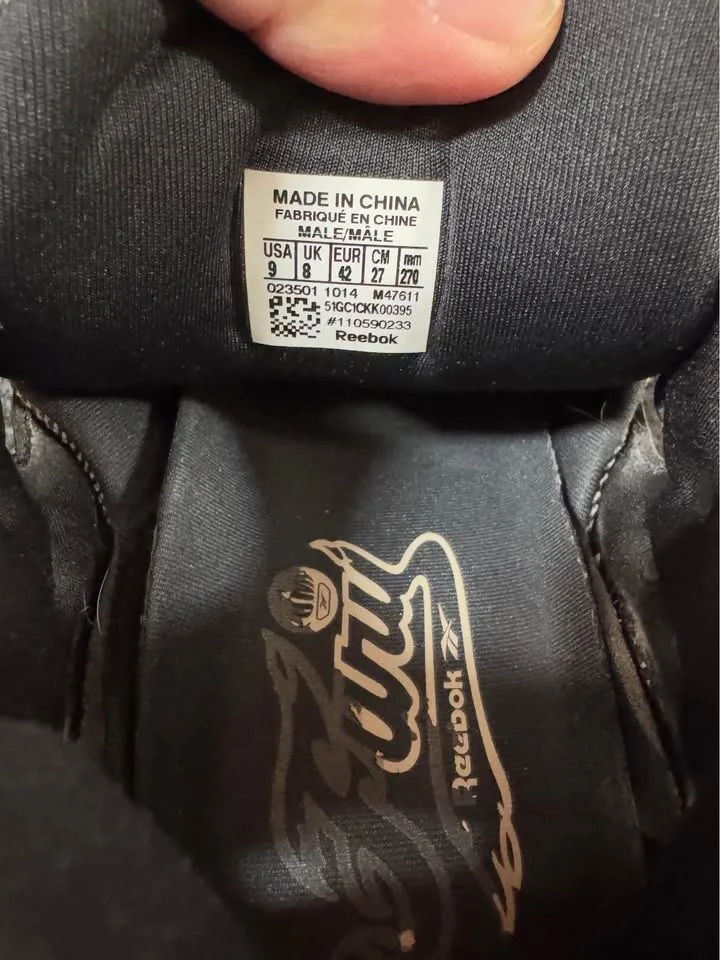 MADE IN CHINA
FABRIQUÉ EN CHINE
MALE/MÂLE
USA UK EUR CM mm
9 8 42 27 270
023501 1014 M47611
51GC1CKK00395
#110590233
Reebok
Reebok